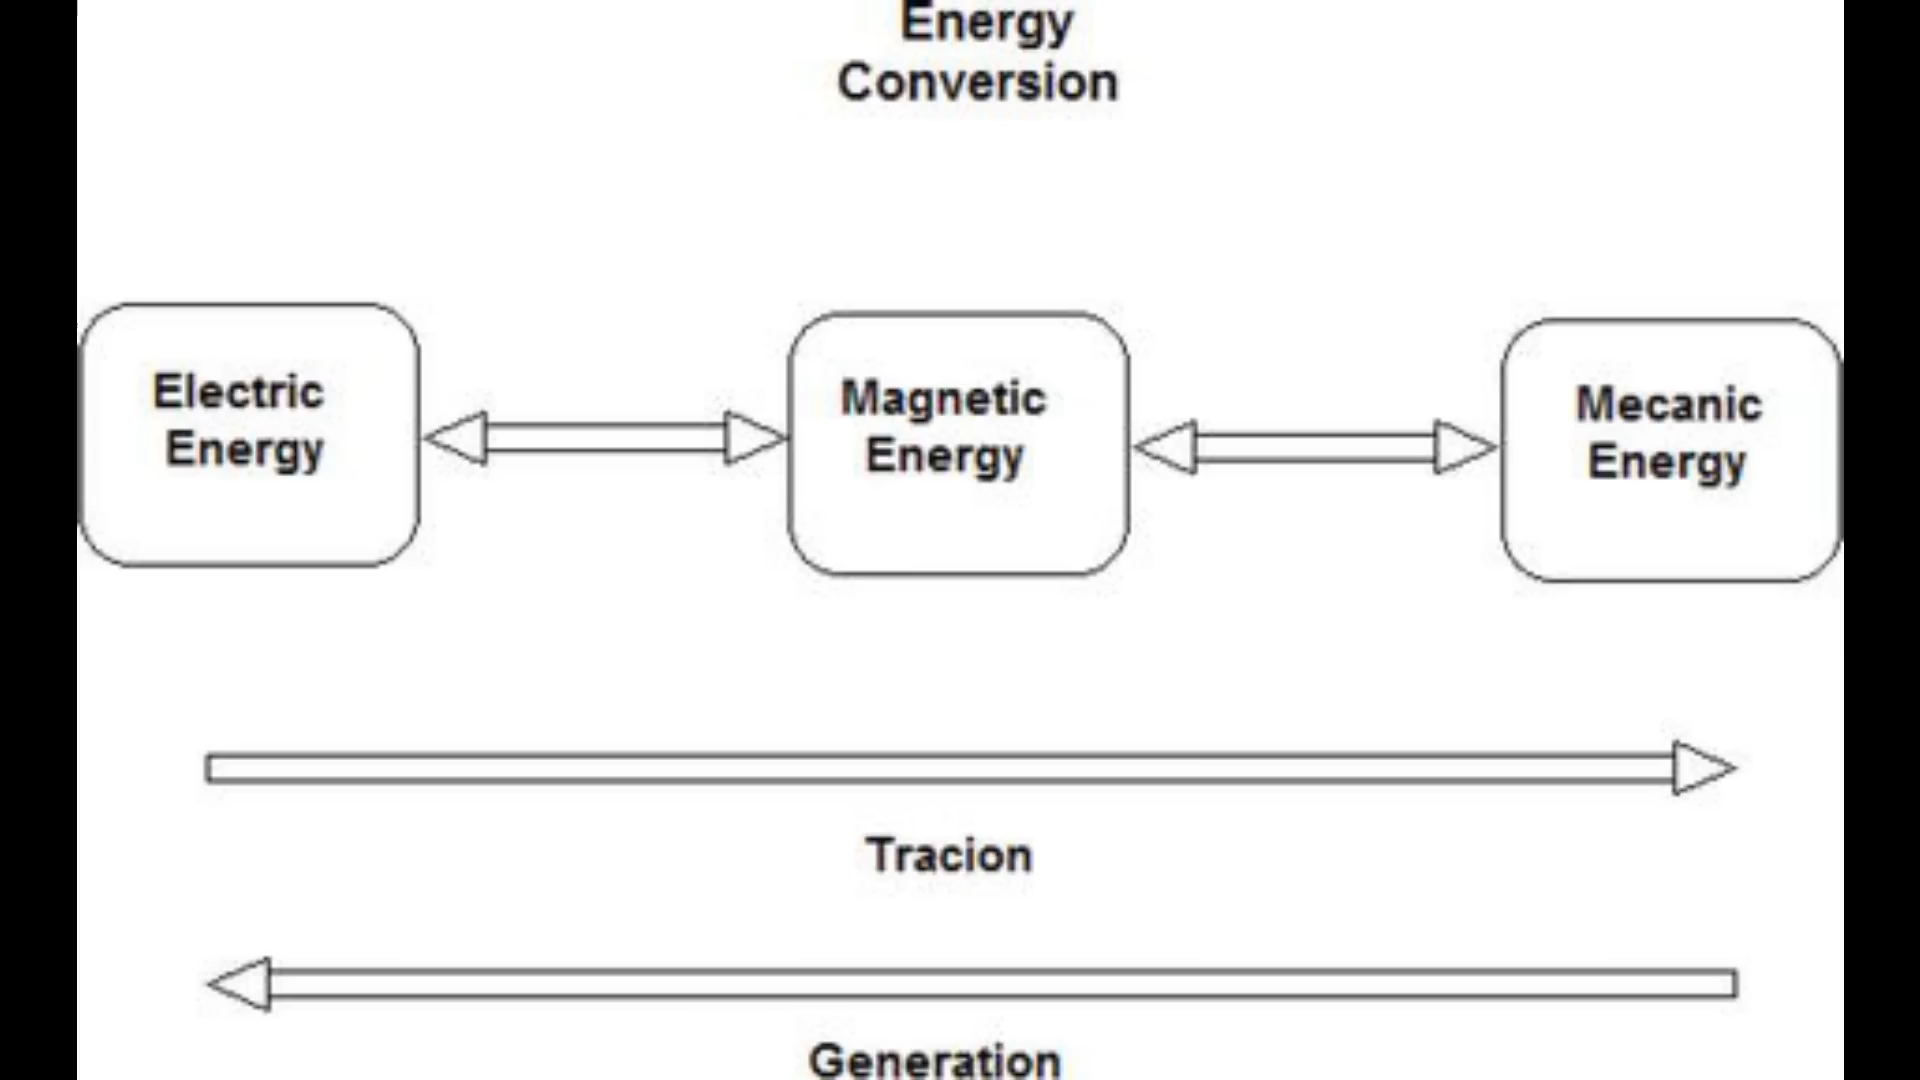 Energy
Conversion
Electric
Energy
Magnetic
Energy
Mecanic
Energy
Tracion
Generation